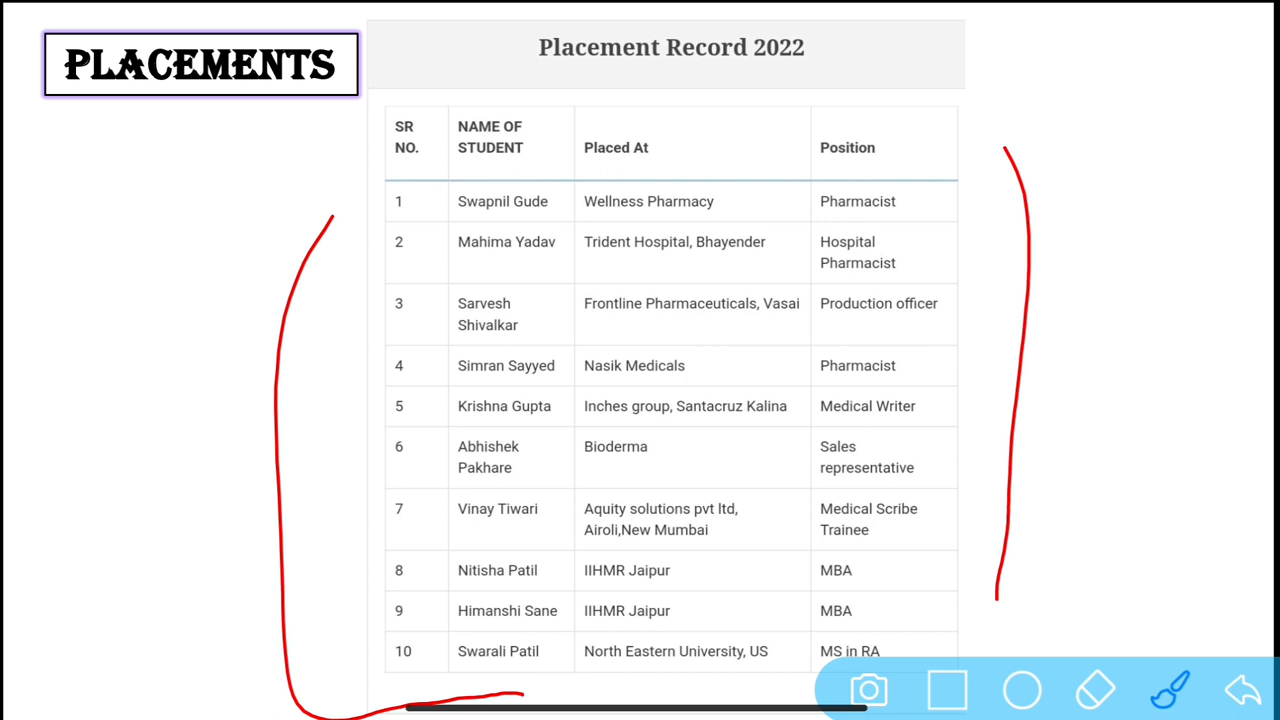 PLACEMENTS
Placement Record 2022
SR NO. NAME OF STUDENT Placed At Position
1 Swapnil Gude Wellness Pharmacy Pharmacist
2 Mahima Yadav Trident Hospital, Bhayender Hospital Pharmacist
3 Sarvesh Shivalkar Frontline Pharmaceuticals, Vasai Production officer
4 Simran Sayyed Nasik Medicals Pharmacist
5 Krishna Gupta Inches group, Santacruz Kalina Medical Writer
6 Abhishek Pakhare Bioderma Sales representative
7 Vinay Tiwari Aquity solutions pvt ltd, Airoli,New Mumbai Medical Scribe Trainee
8 Nitisha Patil IIHMR Jaipur MBA
9 Himanshi Sane IIHMR Jaipur MBA
10 Swarali Patil North Eastern University, US MS in RA